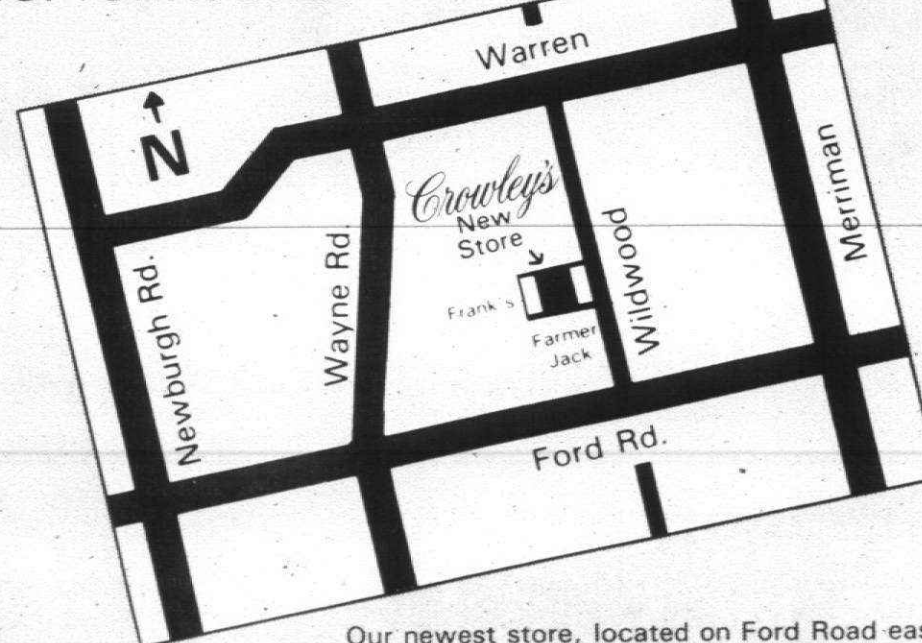 Warren
N
Crowley's
New
Store
Merriman
Wildwood
Newburgh Rd.
Wayne Rd.
Frank's
Farmer
Jack
Ford Rd.
Our newest store, located on Ford Road eas